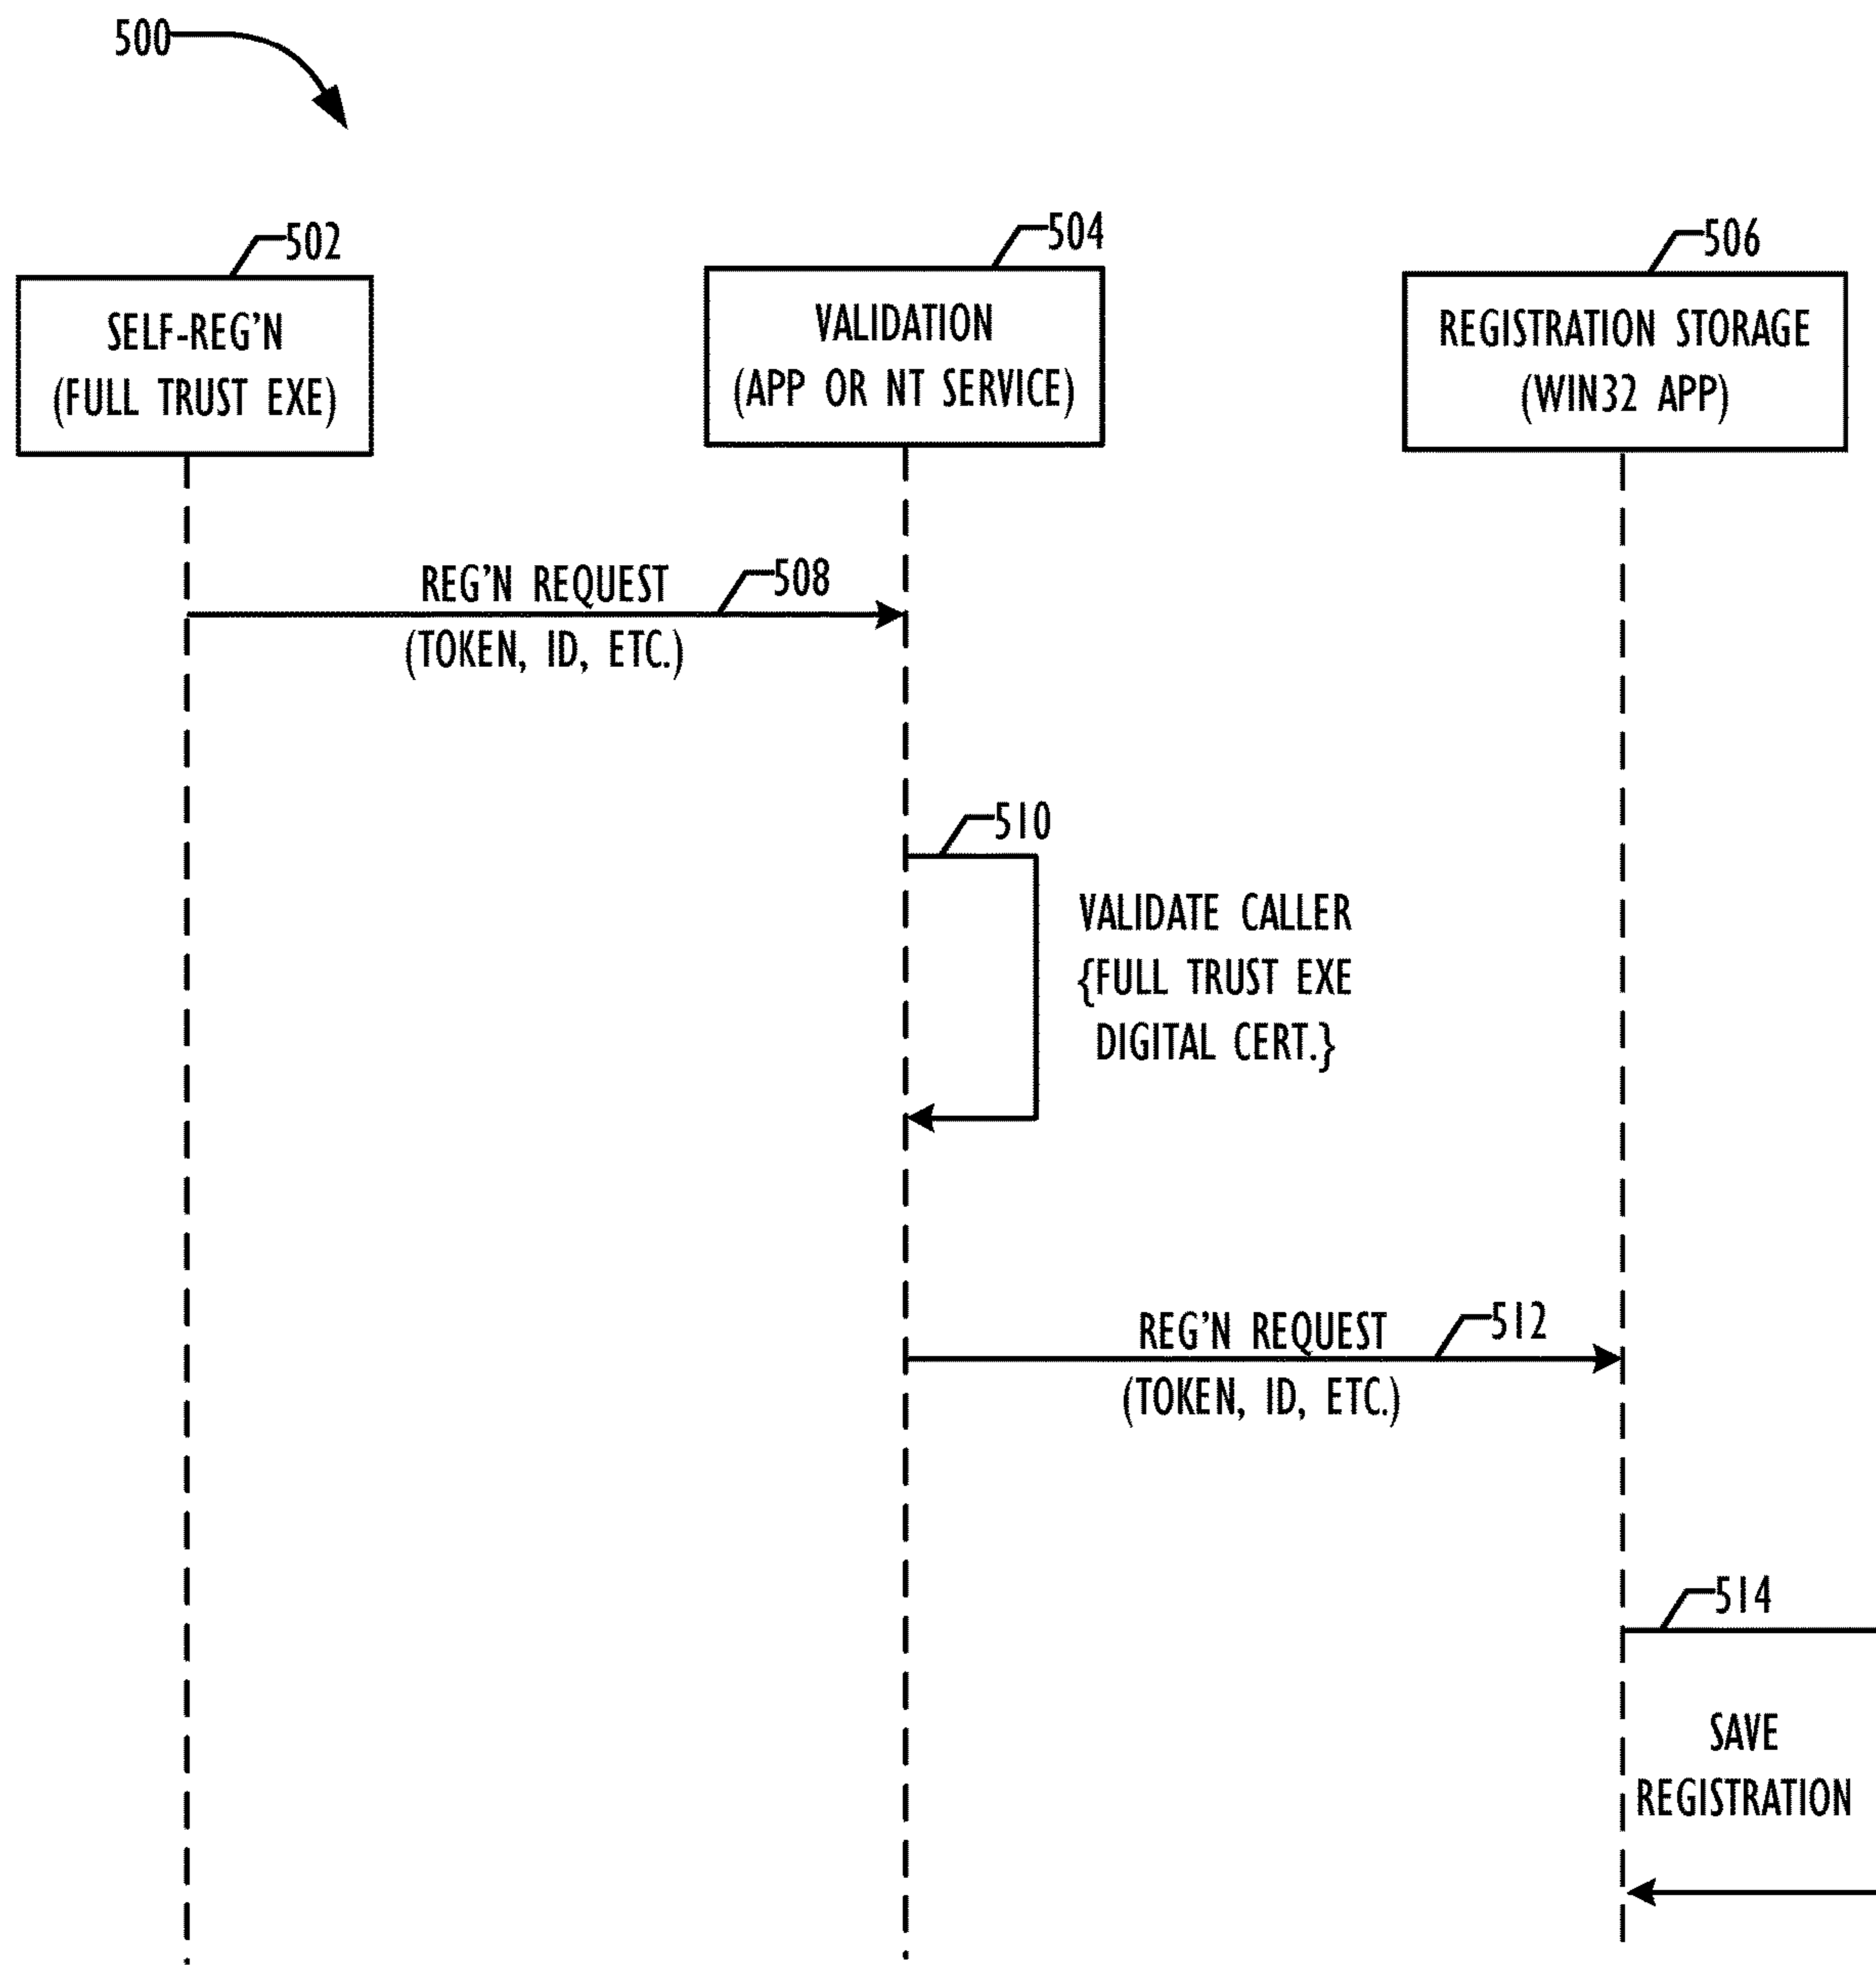 500
502
504
506
SELF-REG'N
(FULL TRUST EXE)
VALIDATION
(APP OR NT SERVICE)
REGISTRATION STORAGE
(WIN32 APP)
REG'N REQUEST
508
(TOKEN, ID, ETC.)
510
VALIDATE CALLER
{FULL TRUST EXE
DIGITAL CERT.}
REG'N REQUEST
512
(TOKEN, ID, ETC.)
514
SAVE
REGISTRATION